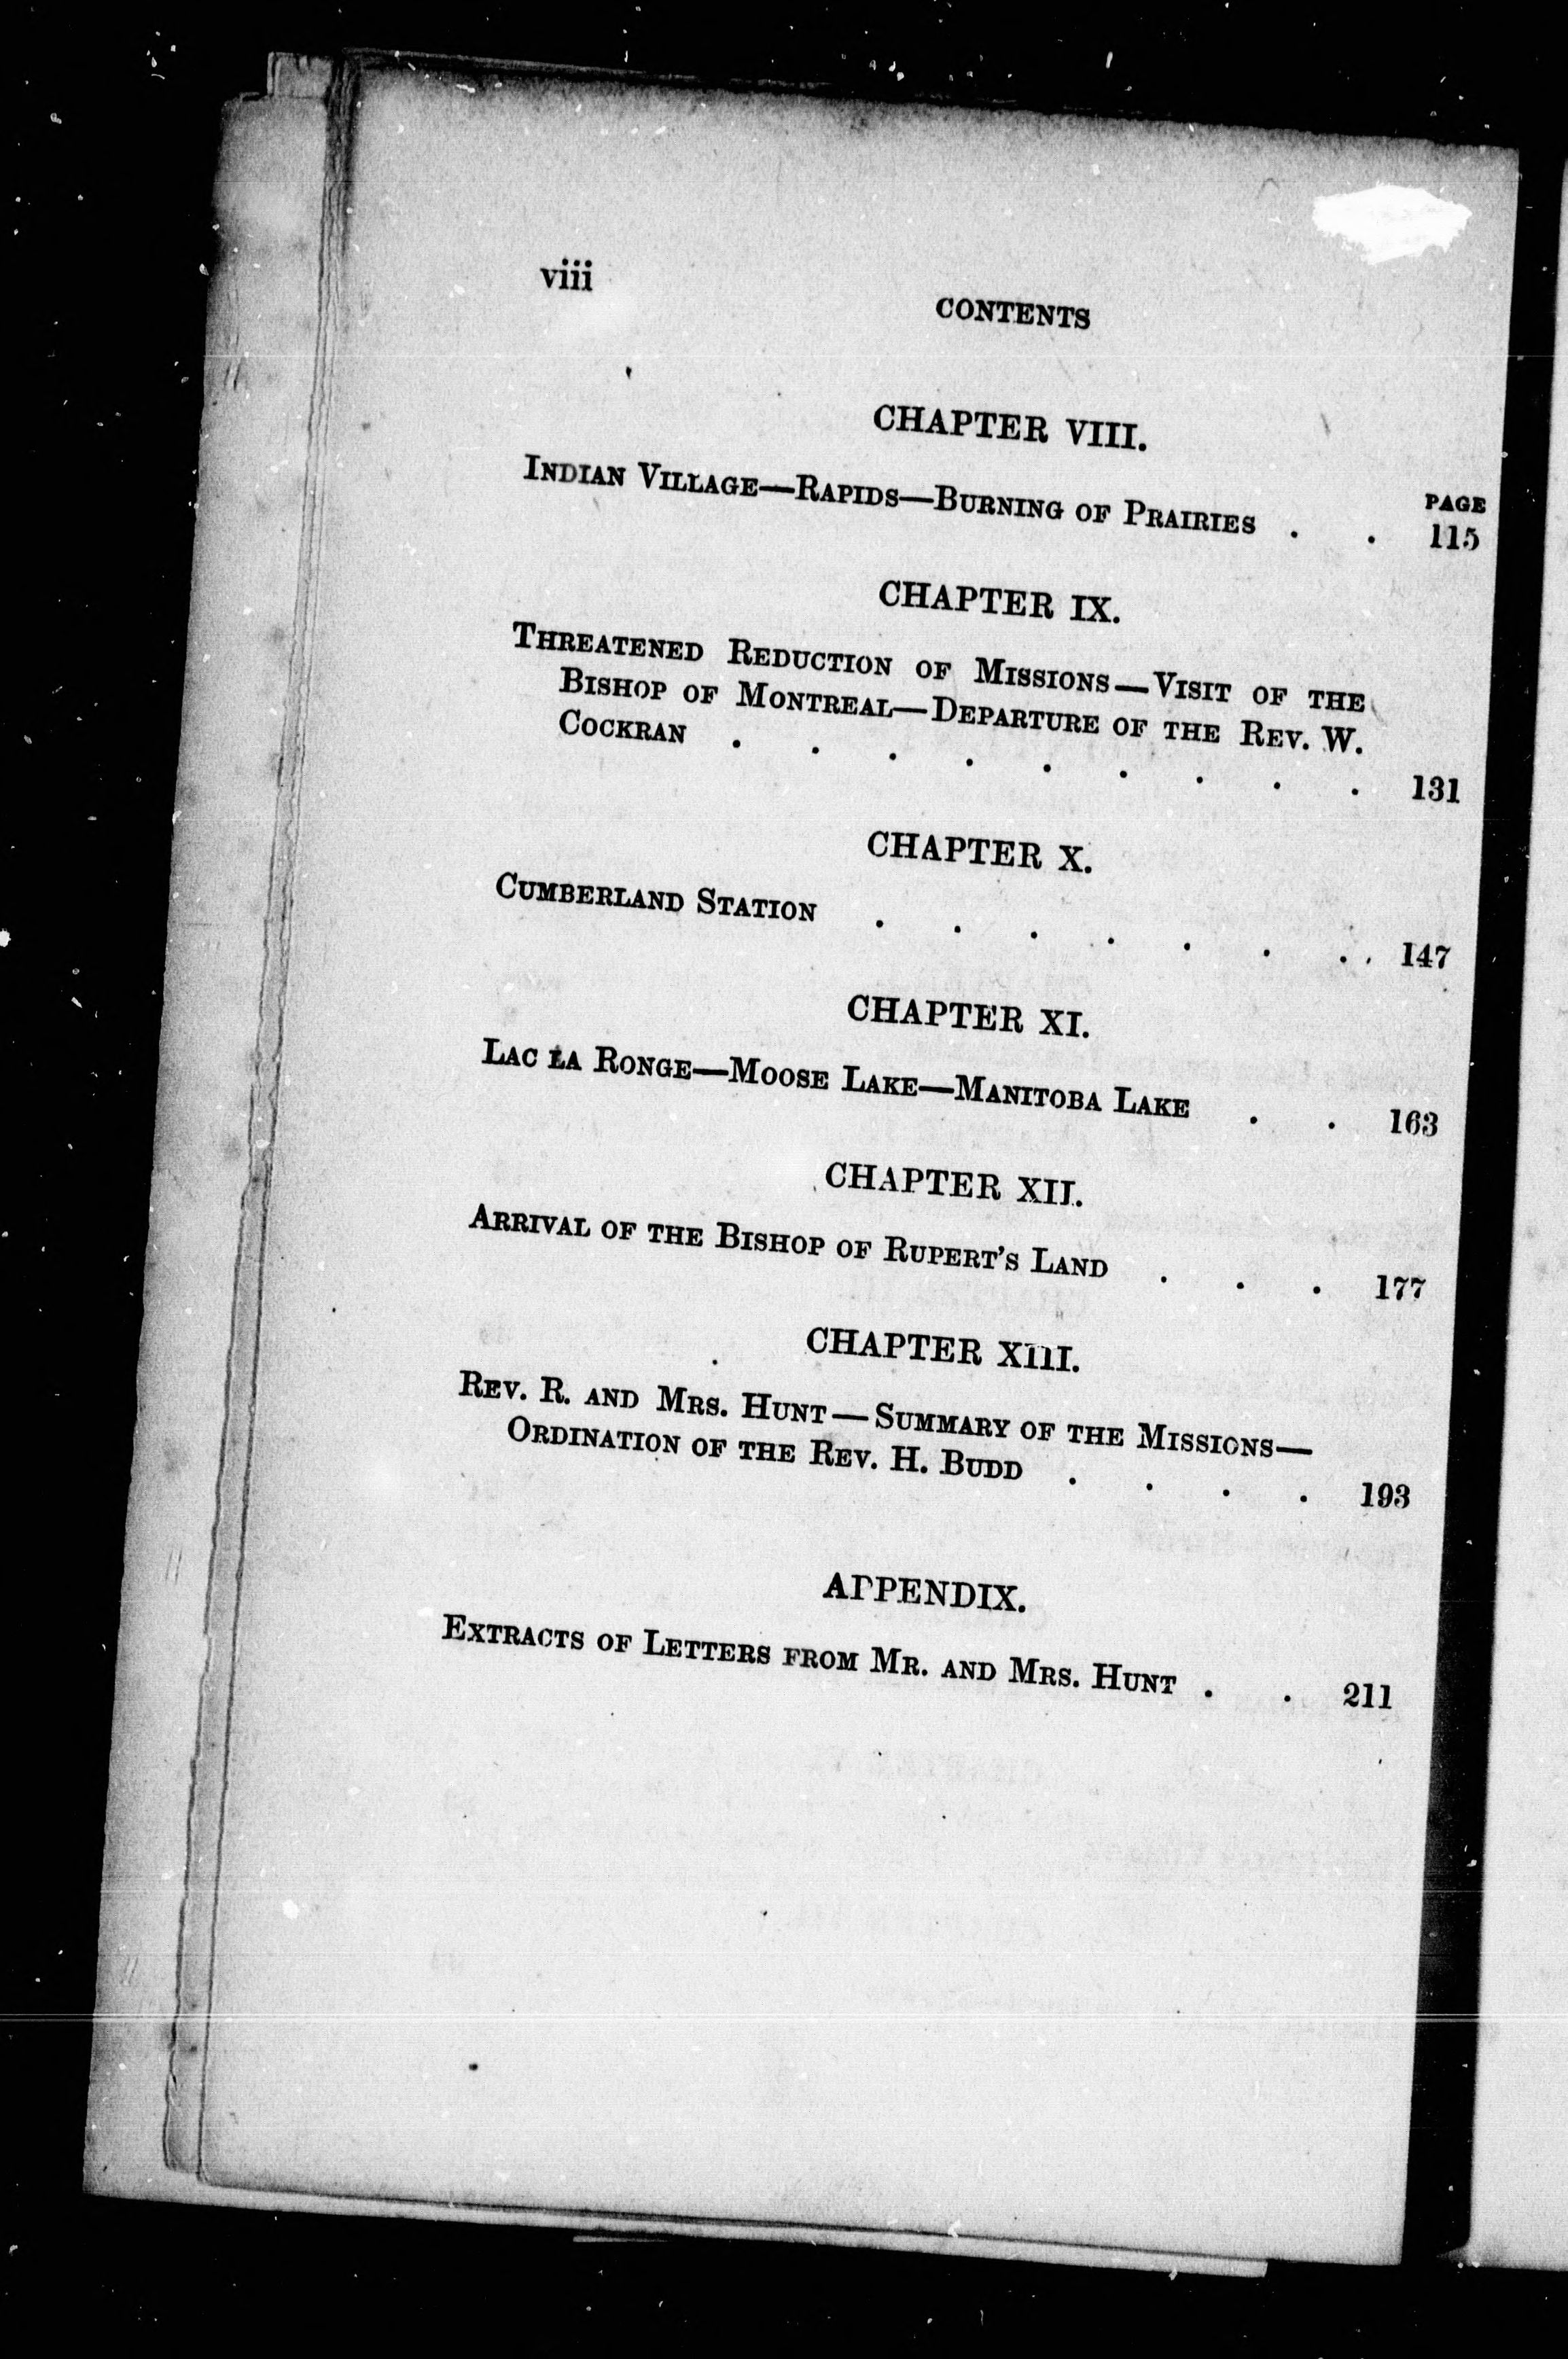 viii
CONTENTS
CHAPTER VIII.
PAGE
INDIAN VILLAGE—RAPIDS—BURNING OF PRAIRIES . . 115
CHAPTER IX.
THREATENED REDUCTION OF MISSIONS—VISIT OF THE
BISHOP OF MONTREAL—DEPARTURE OF THE REV. W.
COCKRAN . . . . . . . . . 131
CHAPTER X.
CUMBERLAND STATION . . . . . . . 147
CHAPTER XI.
LAC LA RONGE—MOOSE LAKE—MANITOBA LAKE . . 163
CHAPTER XII.
ARRIVAL OF THE BISHOP OF RUPERT'S LAND . . . 177
CHAPTER XIII.
REV. R. AND MRS. HUNT—SUMMARY OF THE MISSIONS—
ORDINATION OF THE REV. H. BUDD . . . . 193
APPENDIX.
EXTRACTS OF LETTERS FROM MR. AND MRS. HUNT . . 211